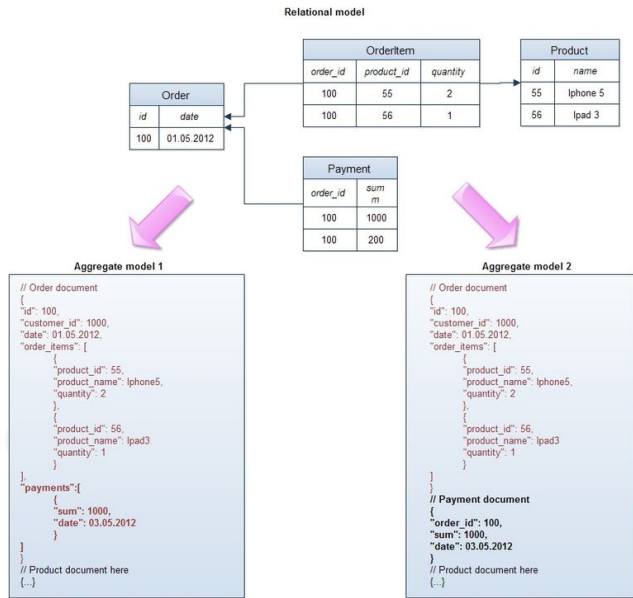 Relational model
OrderItem
order_id product_id quantity
100 55 2
100 56 1
Product
id name
55 Iphone 5
56 Ipad 3
Order
id date
100 01.05.2012
Payment
order_id sum
m
100 1000
100 200
Aggregate model 1
// Order document
{
"id": 100,
"customer_id": 1000,
"date": 01.05.2012,
"order_items": [
{
"product_id": 55,
"product_name": Iphone5,
"quantity": 2
},
{
"product_id": 56,
"product_name": Ipad3
"quantity": 1
}
],
"payments":[
{
"sum": 1000,
"date": 03.05.2012
}
]
}
// Product document here
{...}
Aggregate model 2
// Order document
{
"id": 100,
"customer_id": 1000,
"date": 01.05.2012,
"order_items": [
{
"product_id": 55,
"product_name": Iphone5,
"quantity": 2
},
{
"product_id": 56,
"product_name": Ipad3
"quantity": 1
}
]
}
// Payment document
{
"order_id": 100,
"sum": 1000,
"date": 03.05.2012
}
// Product document here
{...}